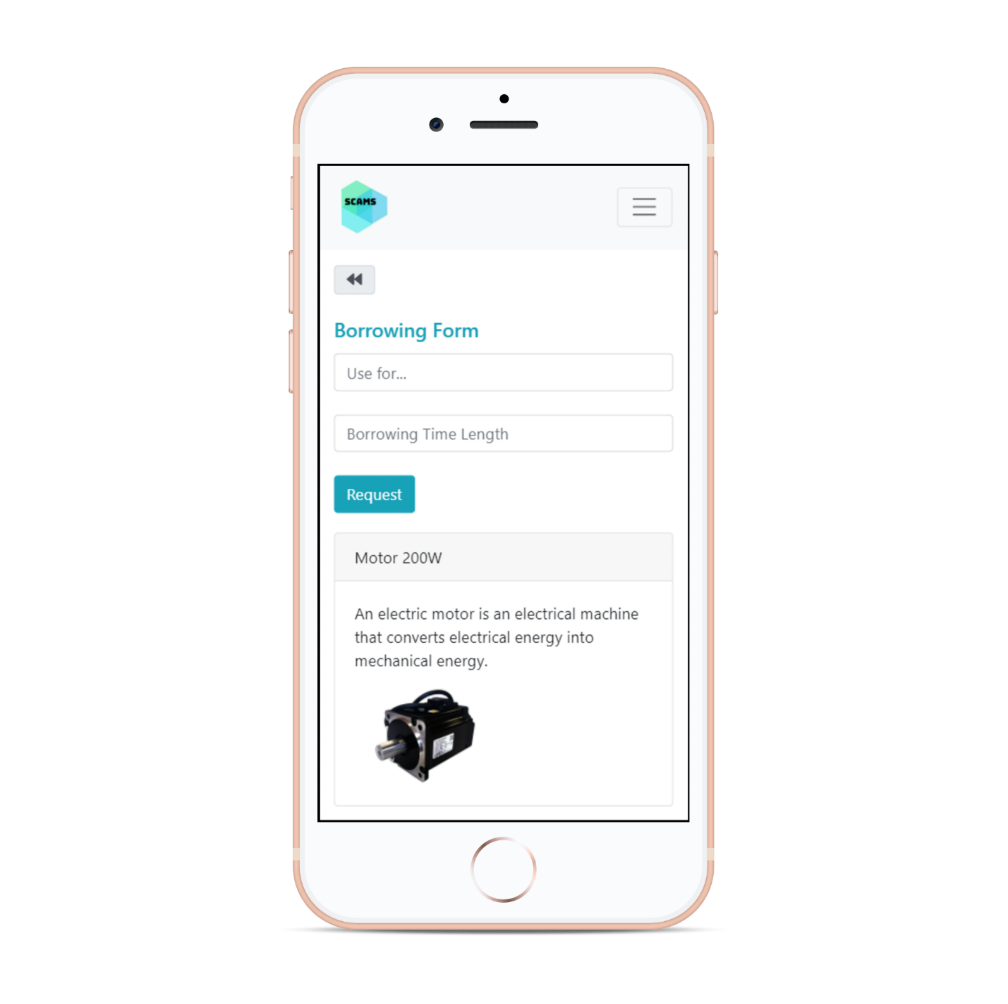 SCAMS
Borrowing Form
Use for...
Borrowing Time Length
Request
Motor 200W
An electric motor is an electrical machine
that converts electrical energy into
mechanical energy.